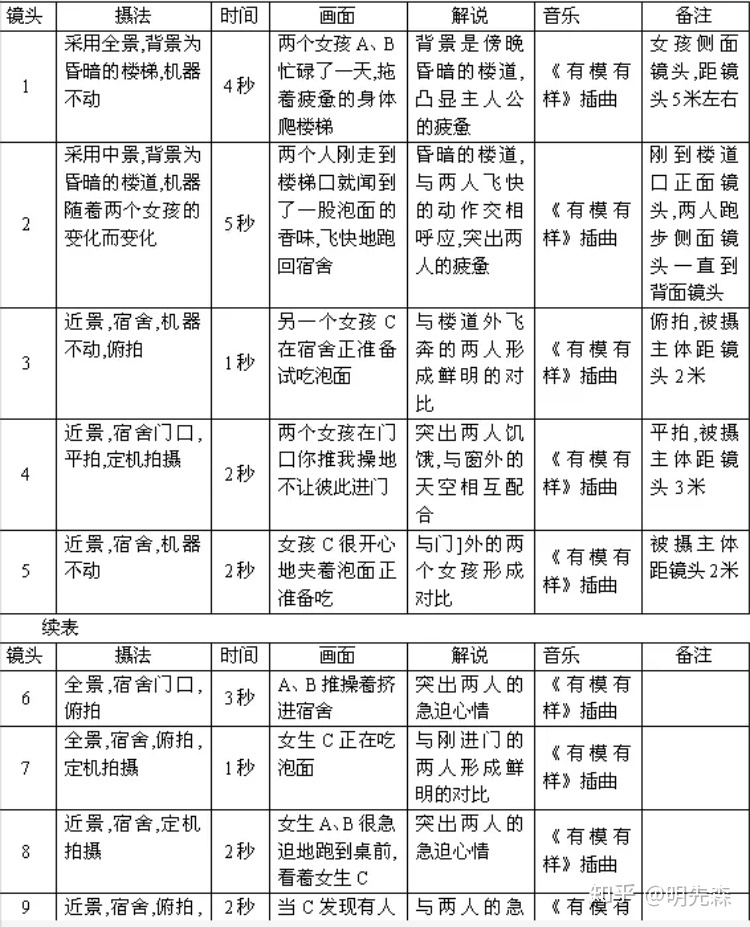 镜头
摄法
时间
画面
解说
音乐
备注
1
采用全景,背景为
昏暗的楼梯,机器
不动
4秒
两个女孩 A、B
忙碌了一天,拖
着疲惫的身体
爬楼梯
背景是傍晚
昏暗的楼道,
凸显主人公
的疲惫
《有模有
样》插曲
女孩侧面
镜头,距镜
头5米左右
2
采用中景,背景为
昏暗的楼道,机器
随着两个女孩的
变化而变化
5秒
两个人刚走到
楼梯口就闻到
了一股泡面的
香味,飞快地跑
回宿舍
昏暗的楼道,
与两人飞快
的动作交相
呼应,突出两
人的疲惫
《有模有
样》插曲
刚到楼道
口正面镜
头,两人跑
步侧面镜
头一直到
背面镜头
3
近景,宿舍,机器
不动,俯拍
1秒
另一个女孩 C
在宿舍正准备
试吃泡面
与楼道外飞
奔的两人形
成鲜明的对
比
《有模有
样》插曲
俯拍,被摄
主体距镜
头2米
4
近景,宿舍门口,
平拍,定机拍摄
2秒
两个女孩在门
口你推我操地
不让彼此进门
突出两人饥
饿,与窗外的
天空相互配
合
《有模有
样》插曲
平拍,被摄
主体距镜
头3米
5
近景,宿舍,机器
不动
2秒
女孩 C 很开心
地夹着泡面正
准备吃
与门]外的两
个女孩形成
对比
《有模有
样》插曲
被摄主体
距镜头2米
续表
镜头
摄法
时间
画面
解说
音乐
备注
6
全景,宿舍门口,
俯拍
3秒
A、B 推操着挤
进宿舍
突出两人的
急迫心情
《有模有
样》插曲
7
全景,宿舍,俯拍,
定机拍摄
1秒
女生 C 正在吃
泡面
与刚进门的
两人形成鲜
明的对比
《有模有
样》插曲
8
近景,宿舍,定机
拍摄
2秒
女生 A、B 很急
迫地跑到桌前,
看着女生 C
突出两人的
急迫心情
《有模有
样》插曲
9
近景,宿舍,俯拍,
2秒
当 C 发现有人
与两人的急
《有模有
知乎 @明先森